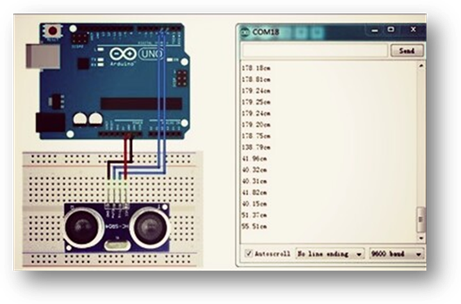 UNO
Arduino
HC-SR04
COM18
Send
178.18cm
178.81cm
179.24cm
179.25cm
179.24cm
179.20cm
178.75cm
138.79cm
41.96cm
40.32cm
40.31cm
41.82cm
40.15cm
51.37cm
55.51cm
Autoscroll
No line ending
9600 baud